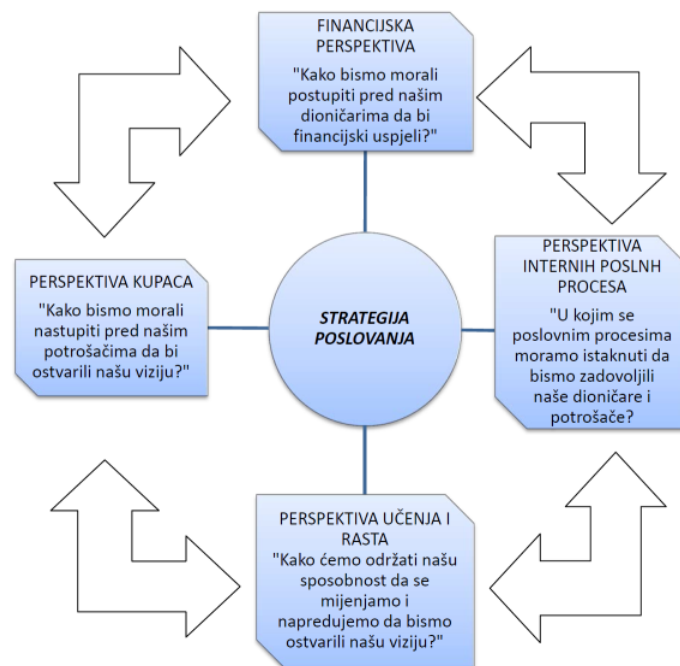 FINANCIJSKA
PERSPEKTIVA
"Kako bismo morali
postupiti pred našim
dioničarima da bi
financijski uspjeli?"
PERSPEKTIVA KUPACA
"Kako bismo morali
nastupiti pred našim
potrošačima da bi
ostvarili našu viziju?"
STRATEGIJA
POSLOVANJA
PERSPEKTIVA
INTERNIH POSLNH
PROCESA
"U kojim se
poslovnim procesima
moramo istaknuti da
bismo zadovoljili
naše dioničare i
potrošače?
PERSPEKTIVA UČENJA I
RASTA
"Kako ćemo održati našu
sposobnost da se
mijenjamo i
napredujemo da bismo
ostvarili našu viziju?"